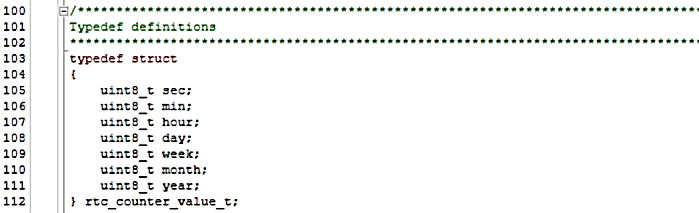 100 /*******************************************************************************
101 Typedef definitions
102 ********************************************************************************
103 typedef struct
104 {
105 uint8_t sec;
106 uint8_t min;
107 uint8_t hour;
108 uint8_t day;
109 uint8_t week;
110 uint8_t month;
111 uint8_t year;
112 } rtc_counter_value_t;